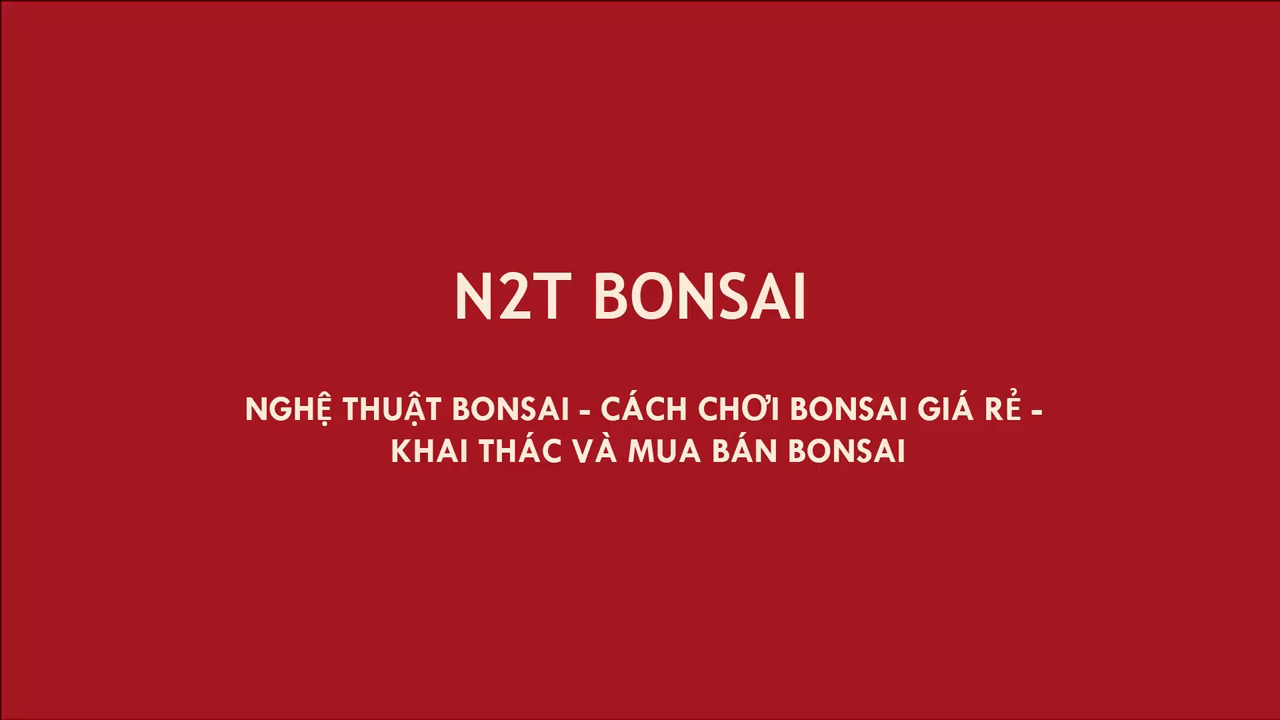 N2T BONSAI
NGHỆ THUẬT BONSAI - CÁCH CHƠI BONSAI GIÁ RẺ -
KHAI THÁC VÀ MUA BÁN BONSAI